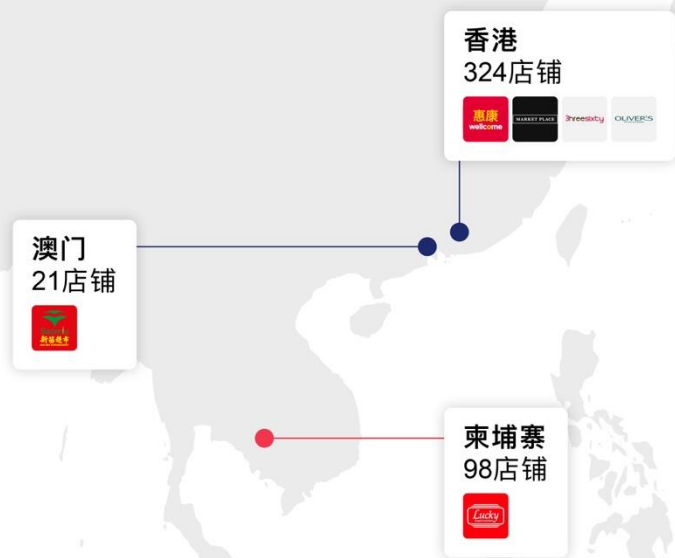 香港
324店铺
惠康
wellcome
MARKET PLACE
3hreesixty
OLIVER'S
澳门
21店铺
新苗超市
柬埔寨
98店铺
Lucky